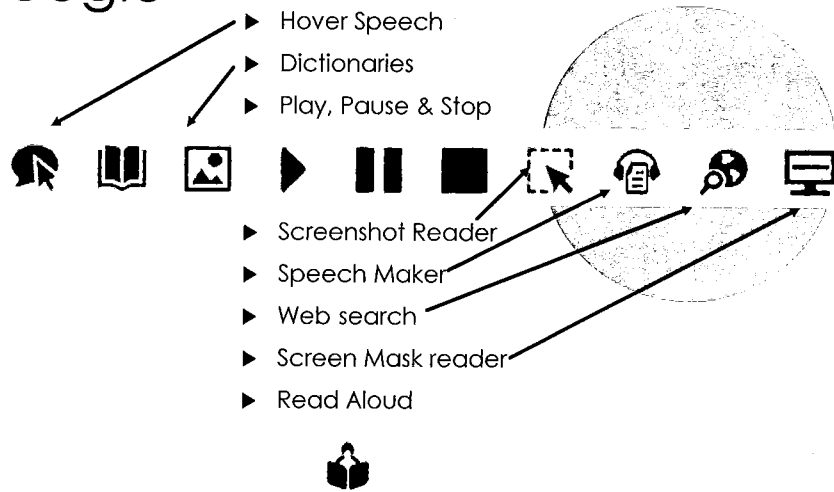 Hover Speech
Dictionaries
Play, Pause & Stop
Screenshot Reader
Speech Maker
Web search
Screen Mask reader
Read Aloud